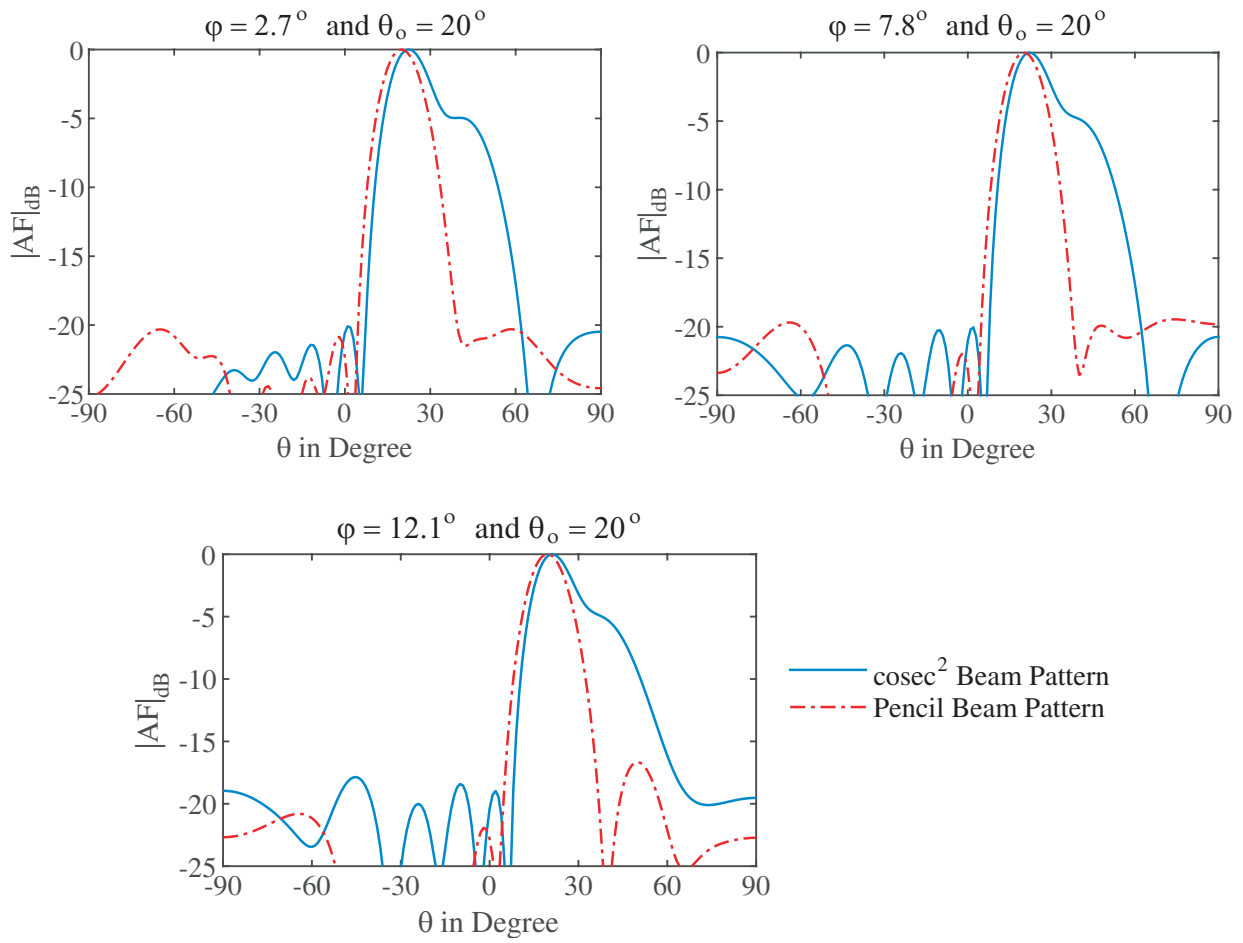 φ = 2.7° and θₒ = 20°
0
-5
-10
-15
-20
-25
|AF|dB
-90 -60 -30 0 30 60 90
θ in Degree
φ = 7.8° and θₒ = 20°
0
-5
-10
-15
-20
-25
|AF|dB
-90 -60 -30 0 30 60 90
θ in Degree
φ = 12.1° and θₒ = 20°
0
-5
-10
-15
-20
-25
|AF|dB
-90 -60 -30 0 30 60 90
θ in Degree
cosec² Beam Pattern
Pencil Beam Pattern